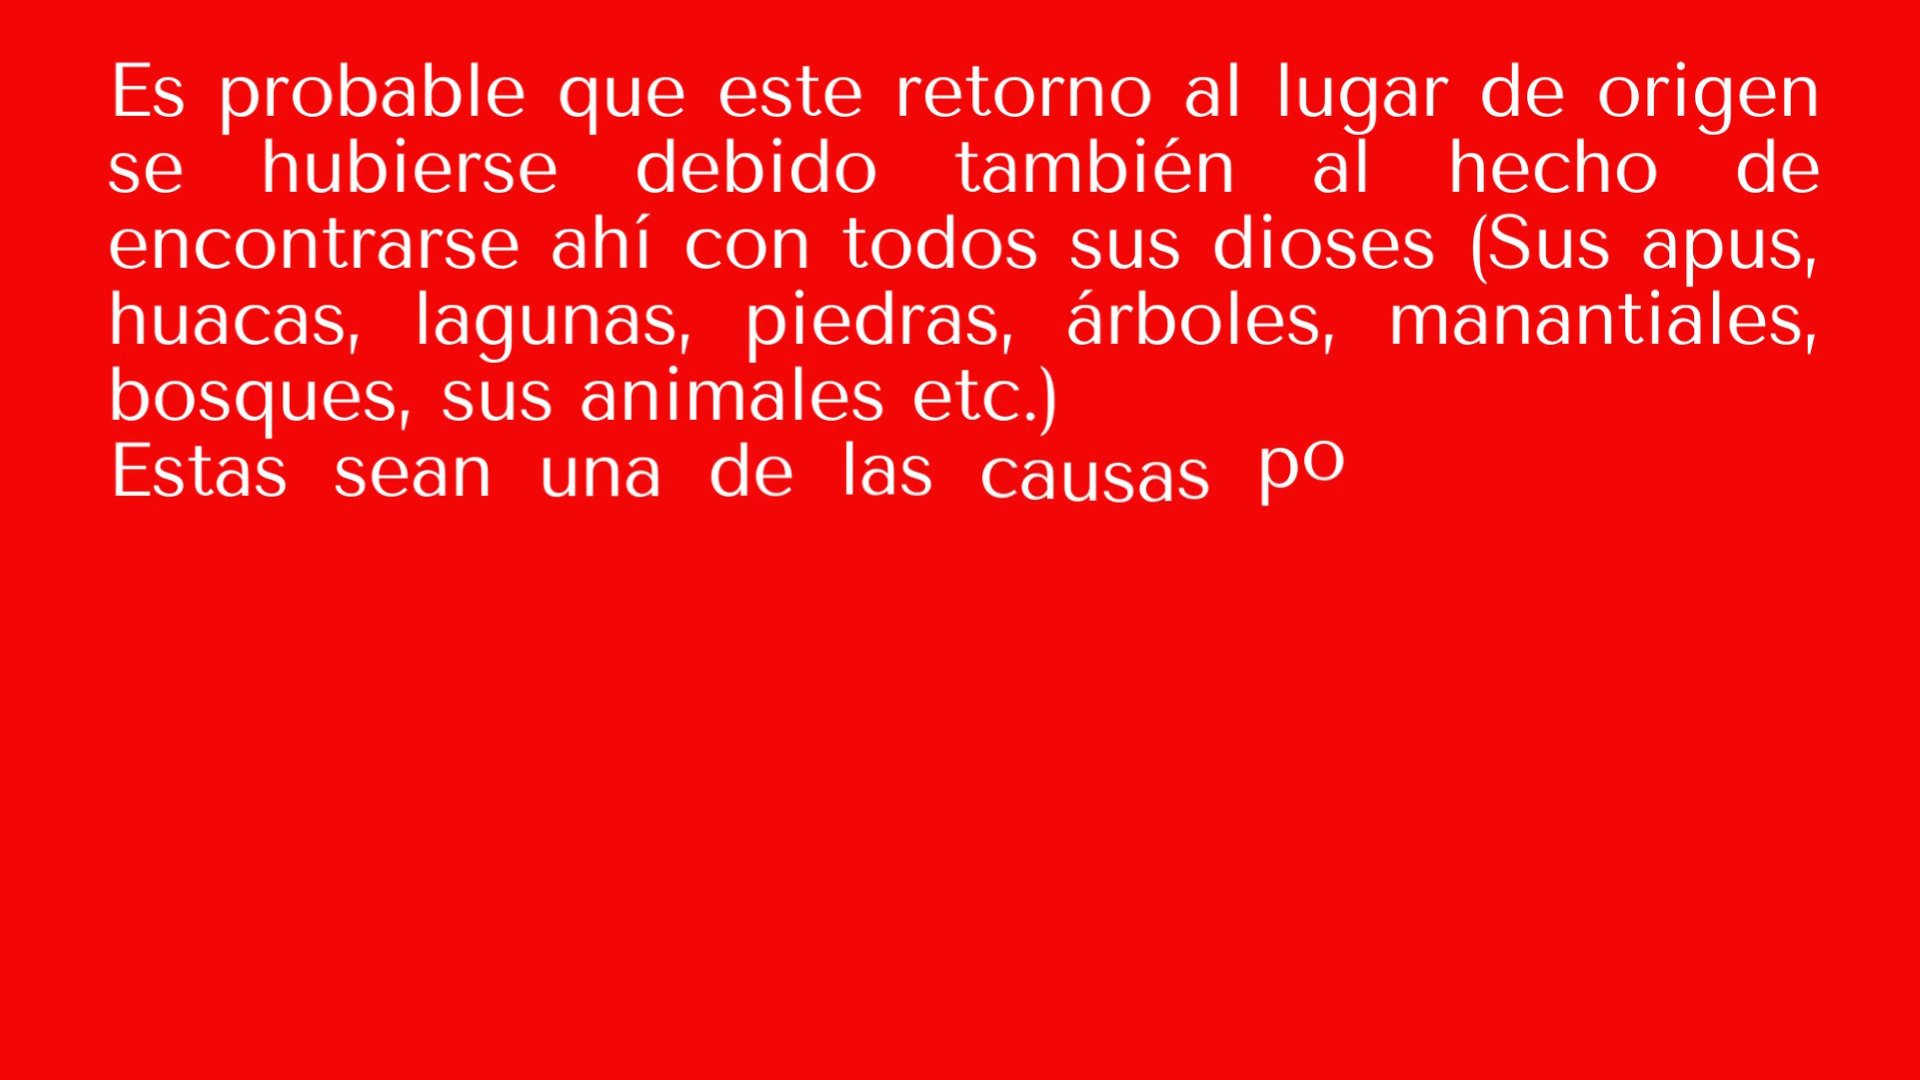 Es probable que este retorno al lugar de origen
se hubierse debido también al hecho de
encontrarse ahí con todos sus dioses (Sus apus,
huacas, lagunas, piedras, árboles, manantiales,
bosques, sus animales etc.)
Estas sean una de las causas po